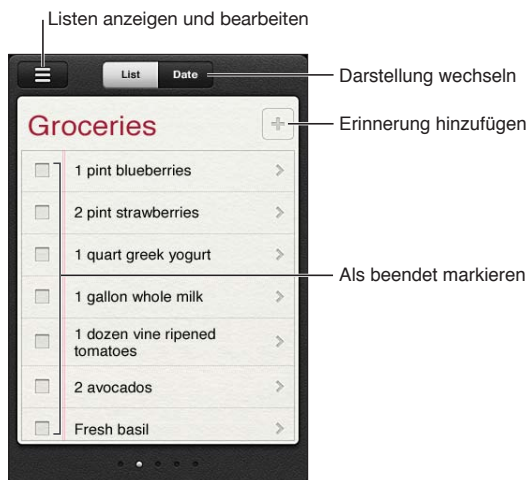 Listen anzeigen und bearbeiten
List Date
Darstellung wechseln
Groceries
Erinnerung hinzufügen
1 pint blueberries
2 pint strawberries
1 quart greek yogurt
Als beendet markieren
1 gallon whole milk
1 dozen vine ripened
tomatoes
2 avocados
Fresh basil